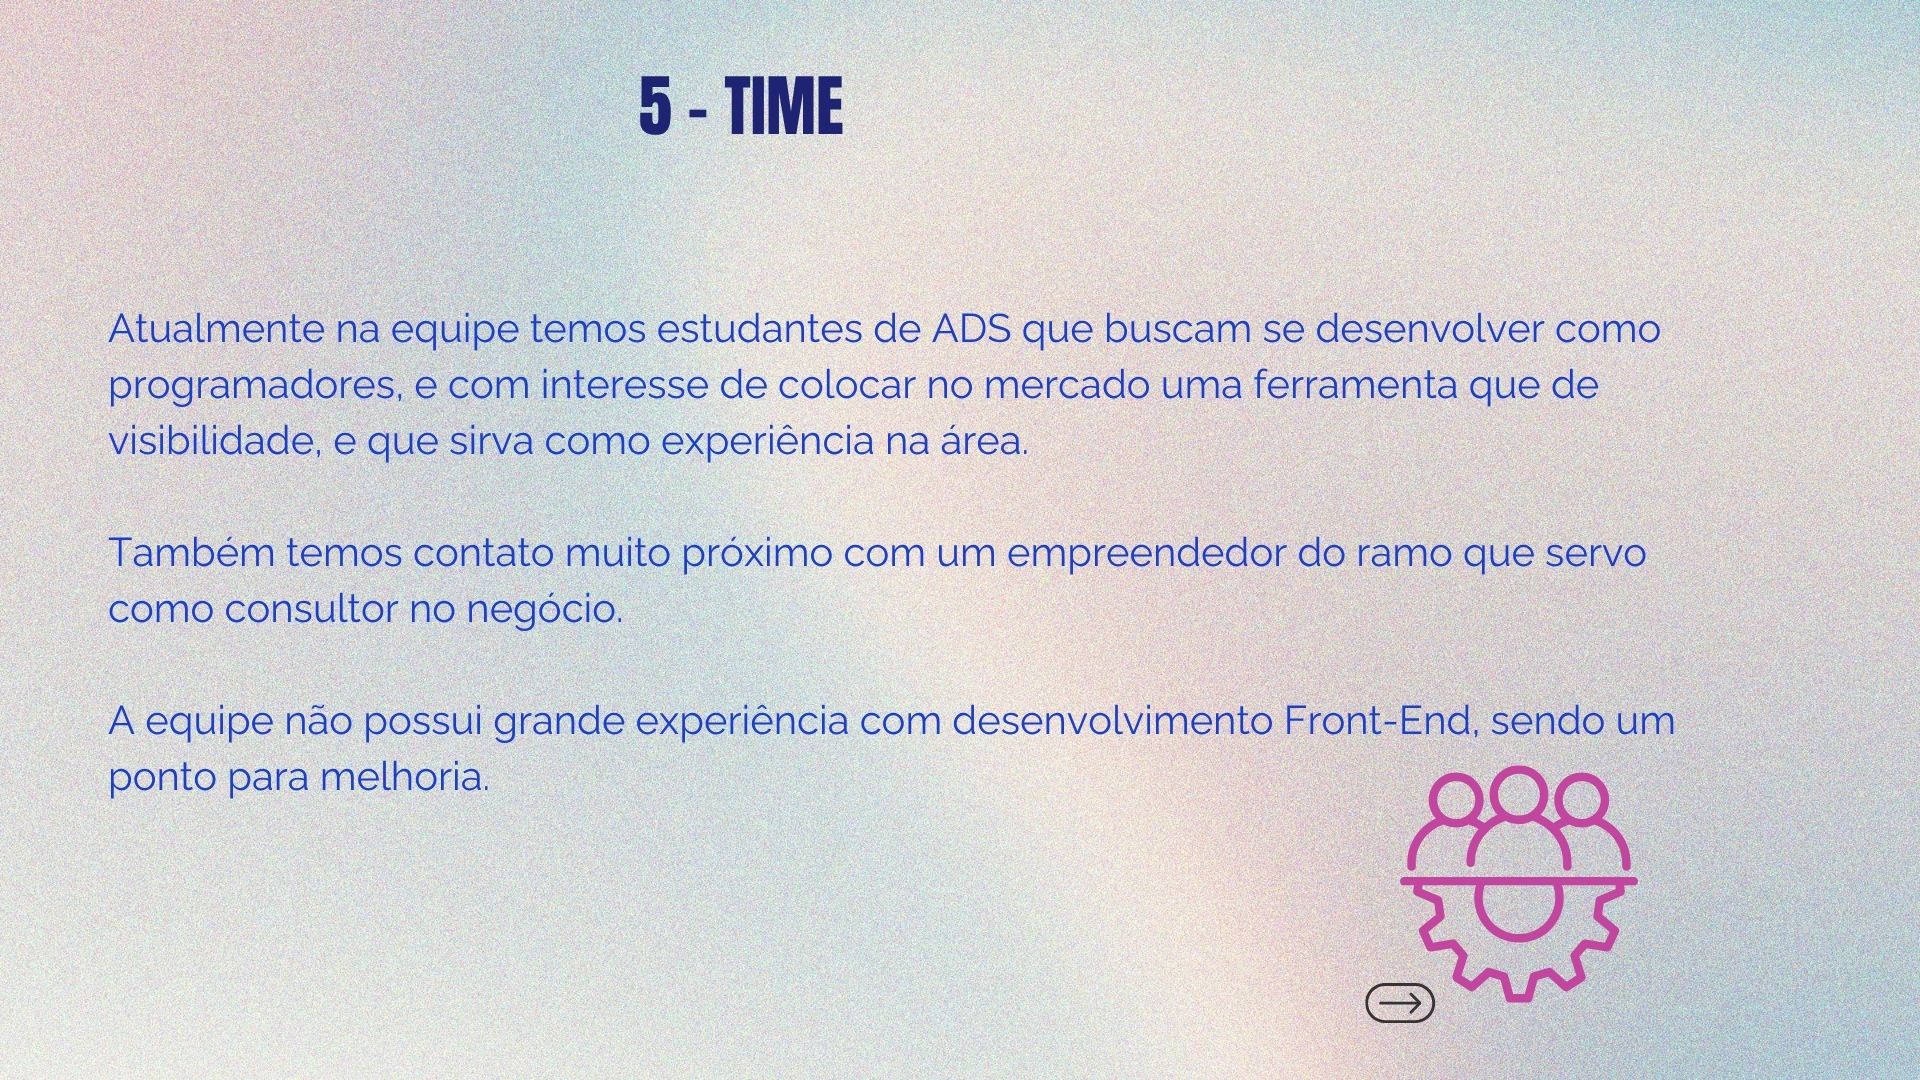 5 - TIME
Atualmente na equipe temos estudantes de ADS que buscam se desenvolver como
programadores, e com interesse de colocar no mercado uma ferramenta que de
visibilidade, e que sirva como experiência na área.
Também temos contato muito próximo com um empreendedor do ramo que servo
como consultor no negócio.
A equipe não possui grande experiência com desenvolvimento Front-End, sendo um
ponto para melhoria.